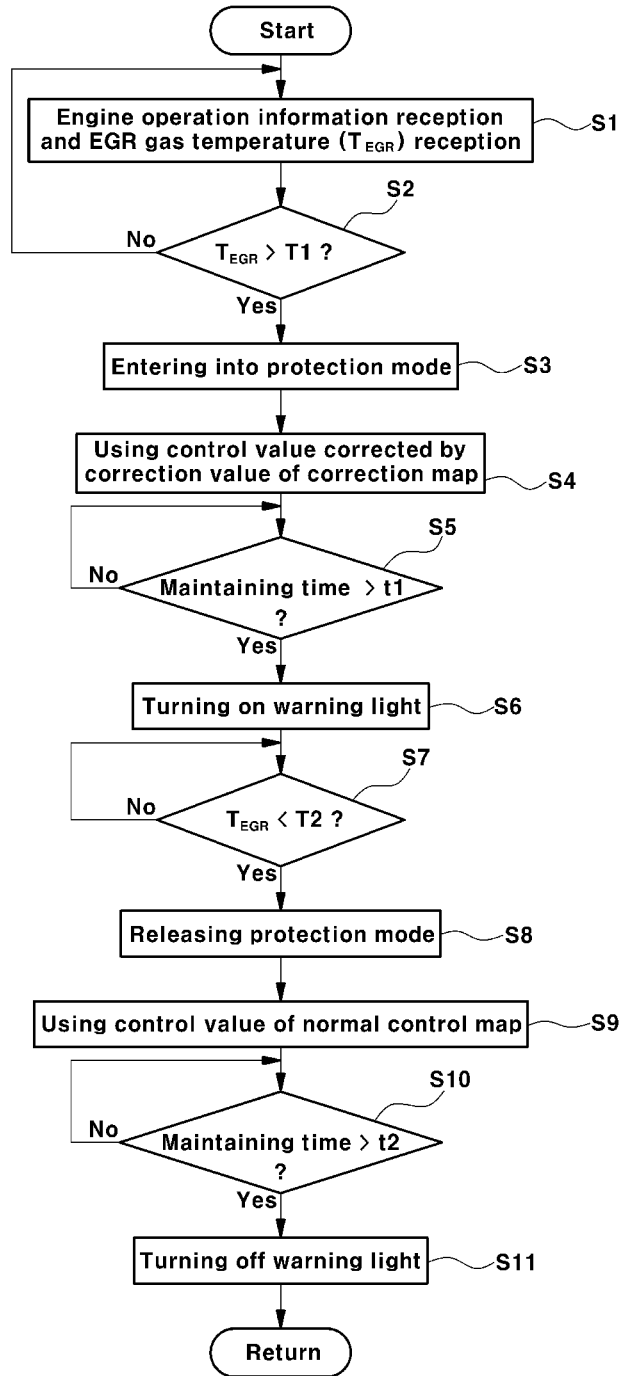 Start
Engine operation information reception
and EGR gas temperature (TEGR) reception
S1
S2
No
TEGR > T1 ?
Yes
Entering into protection mode
S3
Using control value corrected by
correction value of correction map
S4
S5
No
Maintaining time > t1
?
Yes
Turning on warning light
S6
S7
No
TEGR < T2 ?
Yes
Releasing protection mode
S8
Using control value of normal control map
S9
S10
No
Maintaining time > t2
?
Yes
Turning off warning light
S11
Return